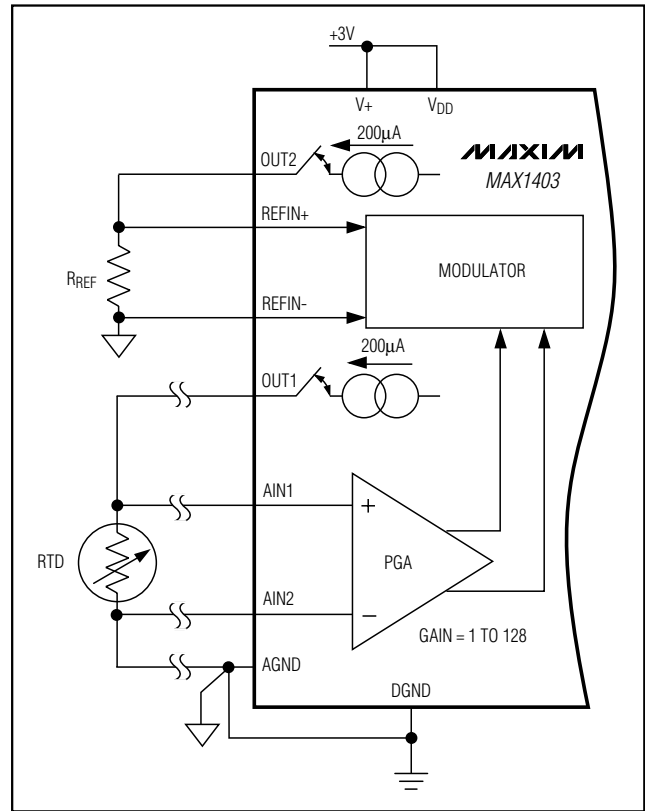 +3V
V+
VDD
200µA
OUT2
MAXIM
MAX1403
REFIN+
MODULATOR
RREF
REFIN-
200µA
OUT1
AIN1
+
RTD
PGA
AIN2
−
GAIN = 1 TO 128
AGND
DGND